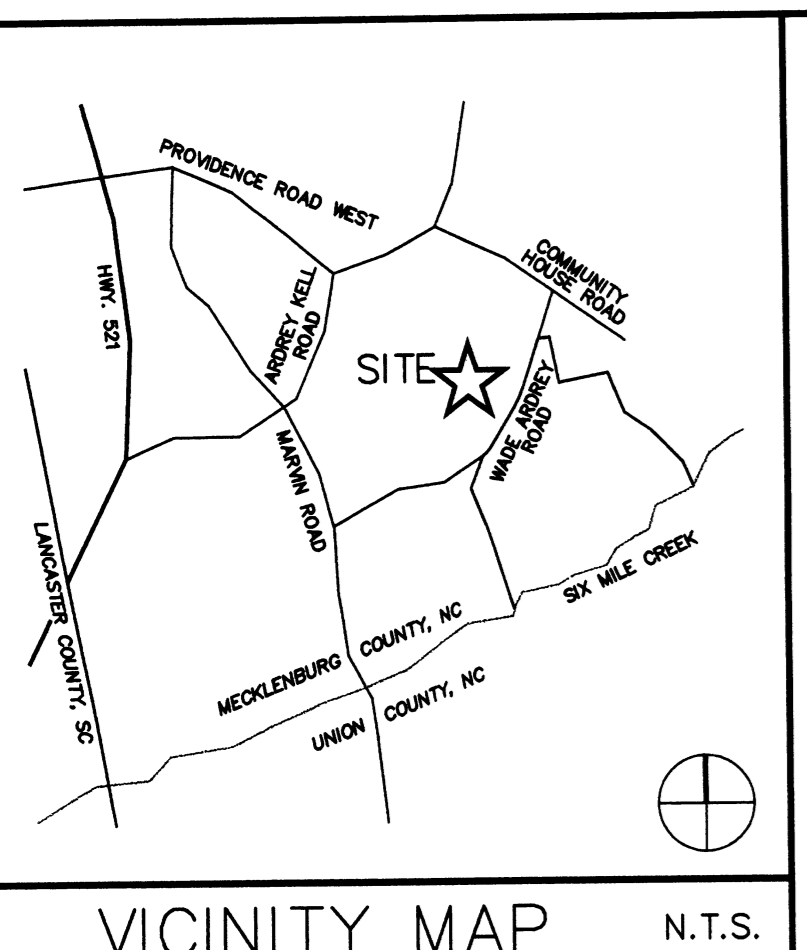 PROVIDENCE ROAD WEST
COMMUNITY
HOUSE ROAD
HWY. 521
ARDREY KELL
ROAD
SITE
WADE ARDREY
ROAD
MARVIN ROAD
LANCASTER COUNTY, SC
SIX MILE CREEK
MECKLENBURG COUNTY, NC
UNION COUNTY, NC
VICINITY MAP
N.T.S.